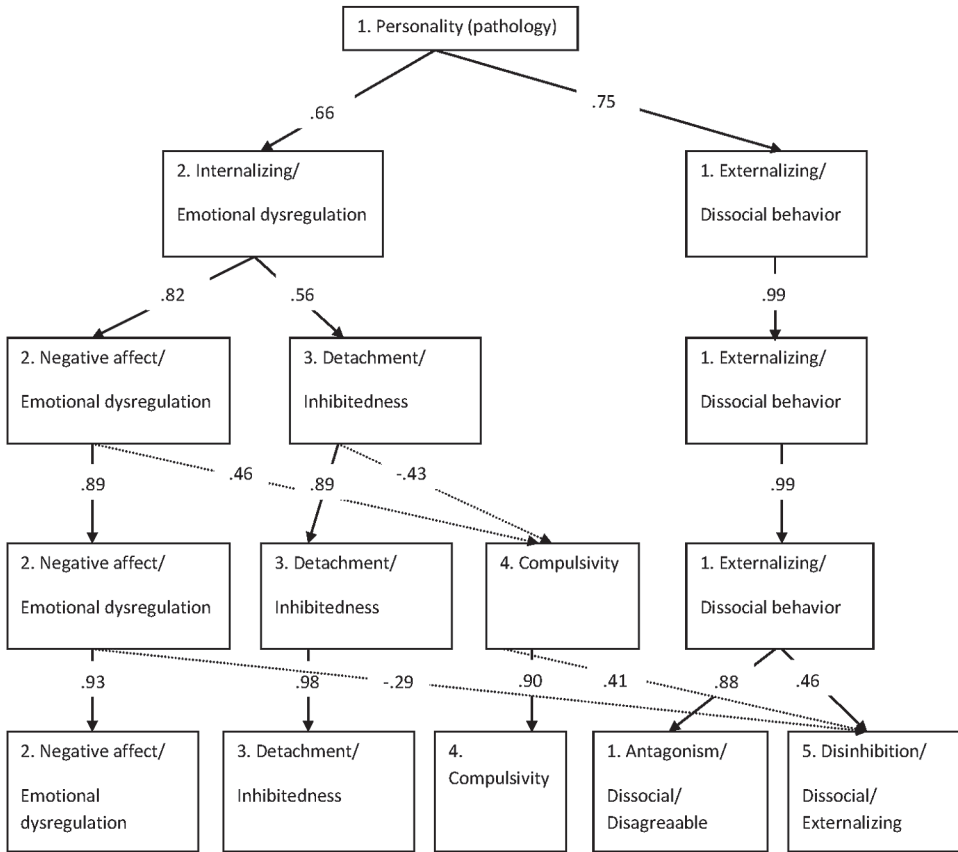 1. Personality (pathology)
.66
.75
2. Internalizing/
Emotional dysregulation
1. Externalizing/
Dissocial behavior
.82
.56
.99
2. Negative affect/
Emotional dysregulation
3. Detachment/
Inhibitedness
1. Externalizing/
Dissocial behavior
.89
.46
.89
-.43
.99
2. Negative affect/
Emotional dysregulation
3. Detachment/
Inhibitedness
4. Compulsivity
1. Externalizing/
Dissocial behavior
.93
.98
-.29
.90
.41
.88
.46
2. Negative affect/
Emotional
dysregulation
3. Detachment/
Inhibitedness
4.
Compulsivity
1. Antagonism/
Dissocial/
Disagreaable
5. Disinhibition/
Dissocial/
Externalizing